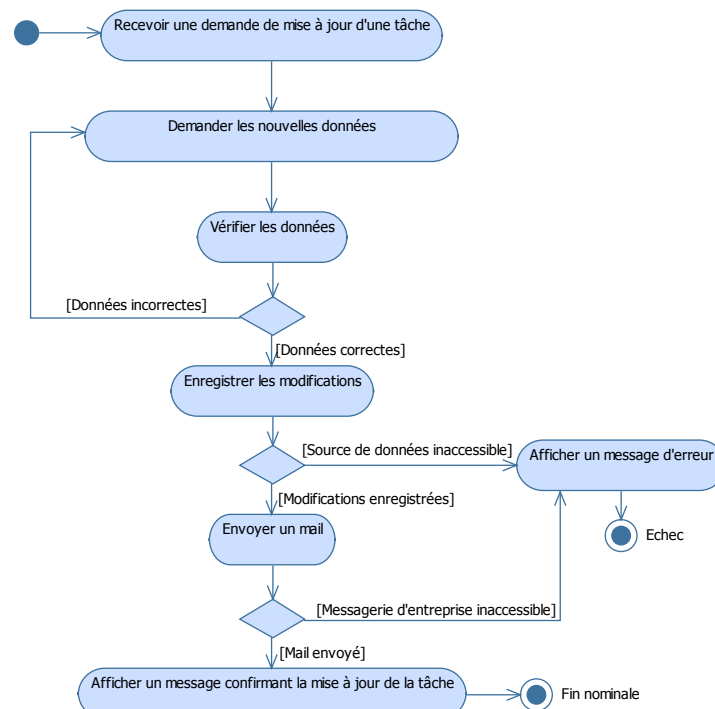 Recevoir une demande de mise à jour d'une tâche
Demander les nouvelles données
Vérifier les données
[Données incorrectes]
[Données correctes]
Enregistrer les modifications
[Source de données inaccessible]
Afficher un message d'erreur
[Modifications enregistrées]
Envoyer un mail
Echec
[Messagerie d'entreprise inaccessible]
[Mail envoyé]
Afficher un message confirmant la mise à jour de la tâche
Fin nominale